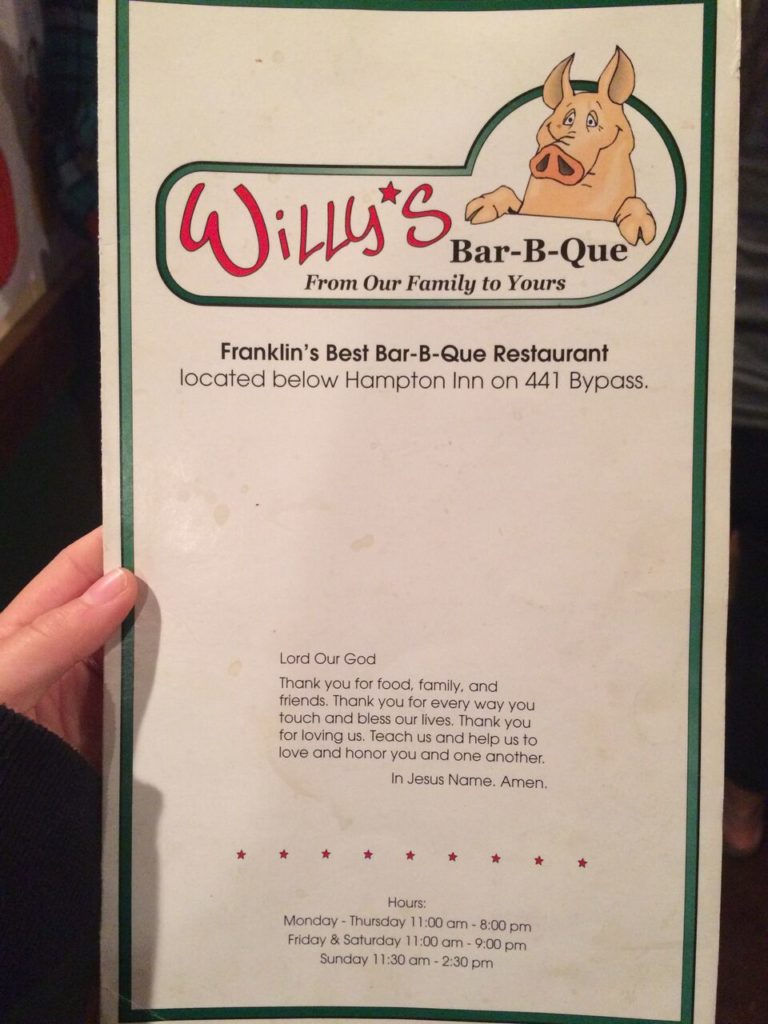 Willy's
Bar-B-Que
From Our Family to Yours
Franklin's Best Bar-B-Que Restaurant
located below Hampton Inn on 441 Bypass.
Lord Our God
Thank you for food, family, and
friends. Thank you for every way you
touch and bless our lives. Thank you
for loving us. Teach us and help us to
love and honor you and one another.
In Jesus Name. Amen.
Hours:
Monday - Thursday 11:00 am - 8:00 pm
Friday & Saturday 11:00 am - 9:00 pm
Sunday 11:30 am - 2:30 pm